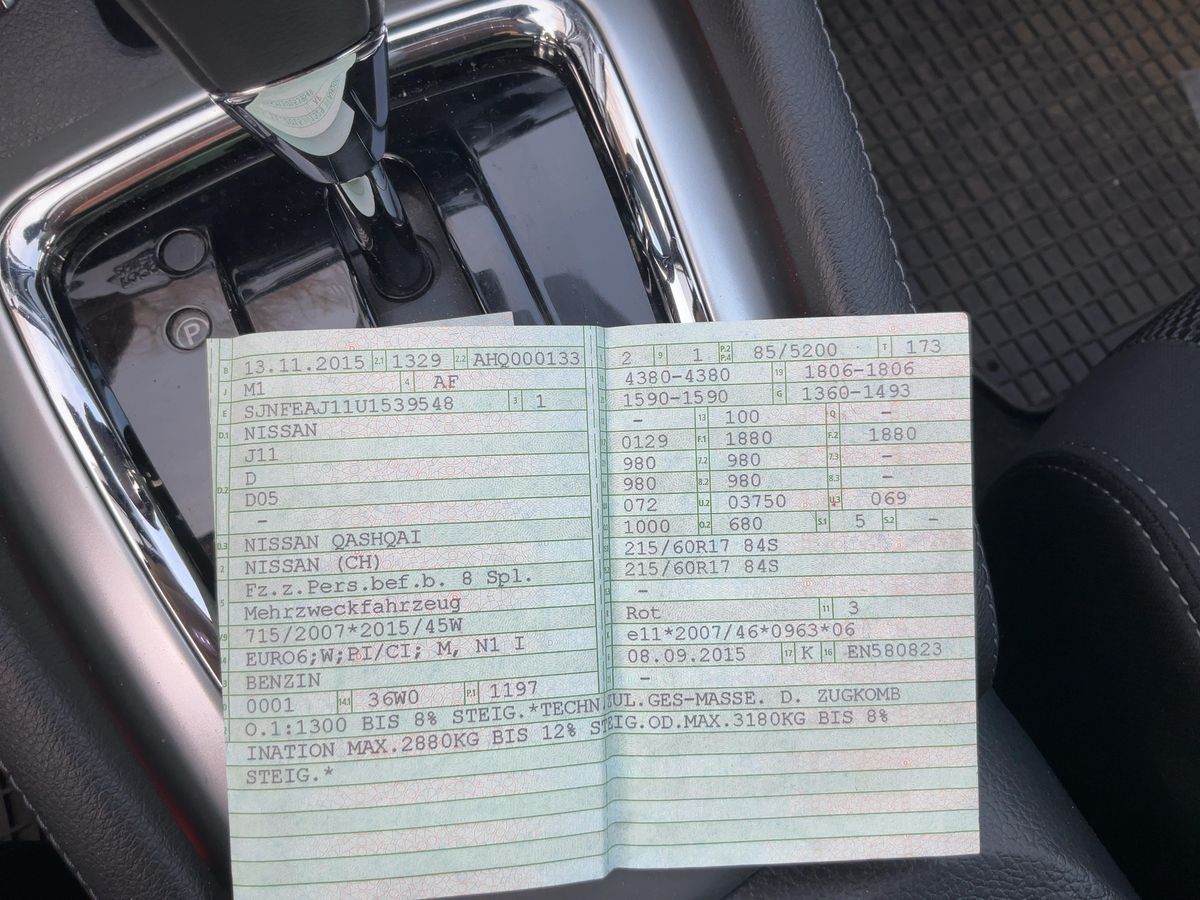 P
B 13.11.2015 2.1 1329 2.2 AHQ000133
J M1 4 AF
E SJNFEAJ11U1539548 3 1
D.1 NISSAN
J11
D.2 D
D05
-
D.3 NISSAN QASHQAI
2 NISSAN (CH)
5 Fz.z.Pers.bef.b. 8 Spl.
Mehrzweckfahrzeug
715/2007*2015/45W
EURO6;W;PI/CI; M, N1 I
BENZIN
0001 14.1 36W0 P.1 1197
2 9 1 P.2 P.4 85/5200 T 173
4380-4380 19 1806-1806
1590-1590 G 1360-1493
- 13 100 Q -
0129 F.1 1880 F.2 1880
980 7.2 980 7.3 -
980 8.2 980 8.3 -
072 U.2 03750 U.3 069
1000 O.2 680 S.1 5 S.2 -
215/60R17 84S
215/60R17 84S
-
Rot 11 3
e11*2007/46*0963*06
08.09.2015 17 K 16 EN580823
-
O.1:1300 BIS 8% STEIG.*TECHN.ZUL.GES-MASSE. D. ZUGKOMB
INATION MAX.2880KG BIS 12% STEIG.OD.MAX.3180KG BIS 8%
STEIG.*